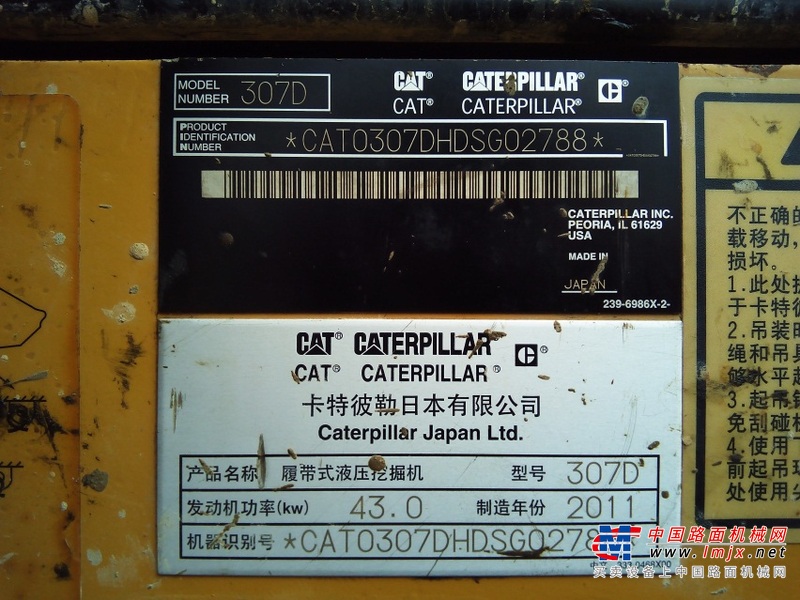 MODEL NUMBER 307D
CAT® CATERPILLAR® C®
CAT® CATERPILLAR®
PRODUCT IDENTIFICATION NUMBER *CAT0307DHDSG02788*
CATERPILLAR INC.
PEORIA, IL 61629
USA
MADE IN
JAPAN
239-6986X-2-
CAT® CATERPILLAR C®
CAT® CATERPILLAR®
卡特彼勒日本有限公司
Caterpillar Japan Ltd.
产品名称 履带式液压挖掘机 型号 307D
发动机功率(kw) 43.0 制造年份 2011
机器识别号 *CAT0307DHDSG0278
不正确的
载移动,
损坏。
1.此处
于卡特彼
2.吊装时
绳和吊具
够水平起
3.起吊
免刮碰
4.使用
前起吊
处使用
中国路面机械网
www.lmjx.net
买卖设备上中国路面机械网